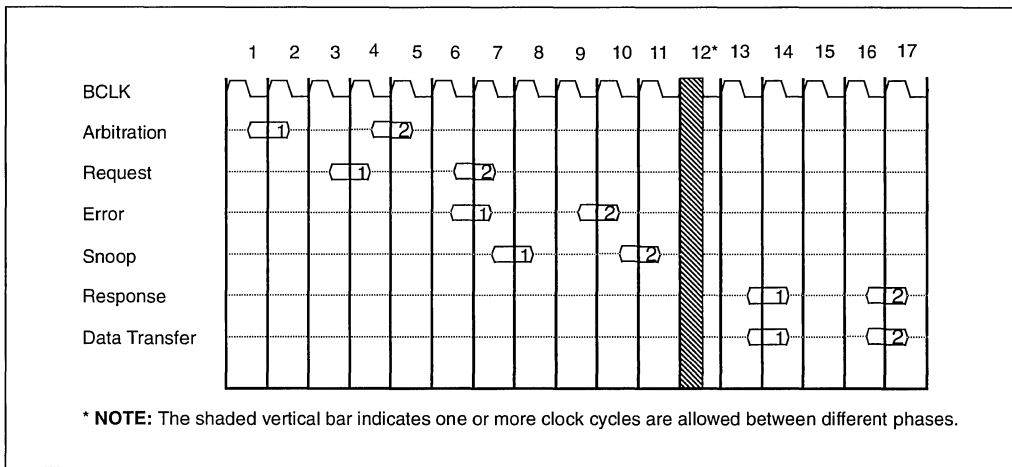 1 2 3 4 5 6 7 8 9 10 11 12* 13 14 15 16 17
BCLK
Arbitration 1 2
Request 1 2
Error 1 2
Snoop 1 2
Response 1 2
Data Transfer 1 2
* NOTE: The shaded vertical bar indicates one or more clock cycles are allowed between different phases.